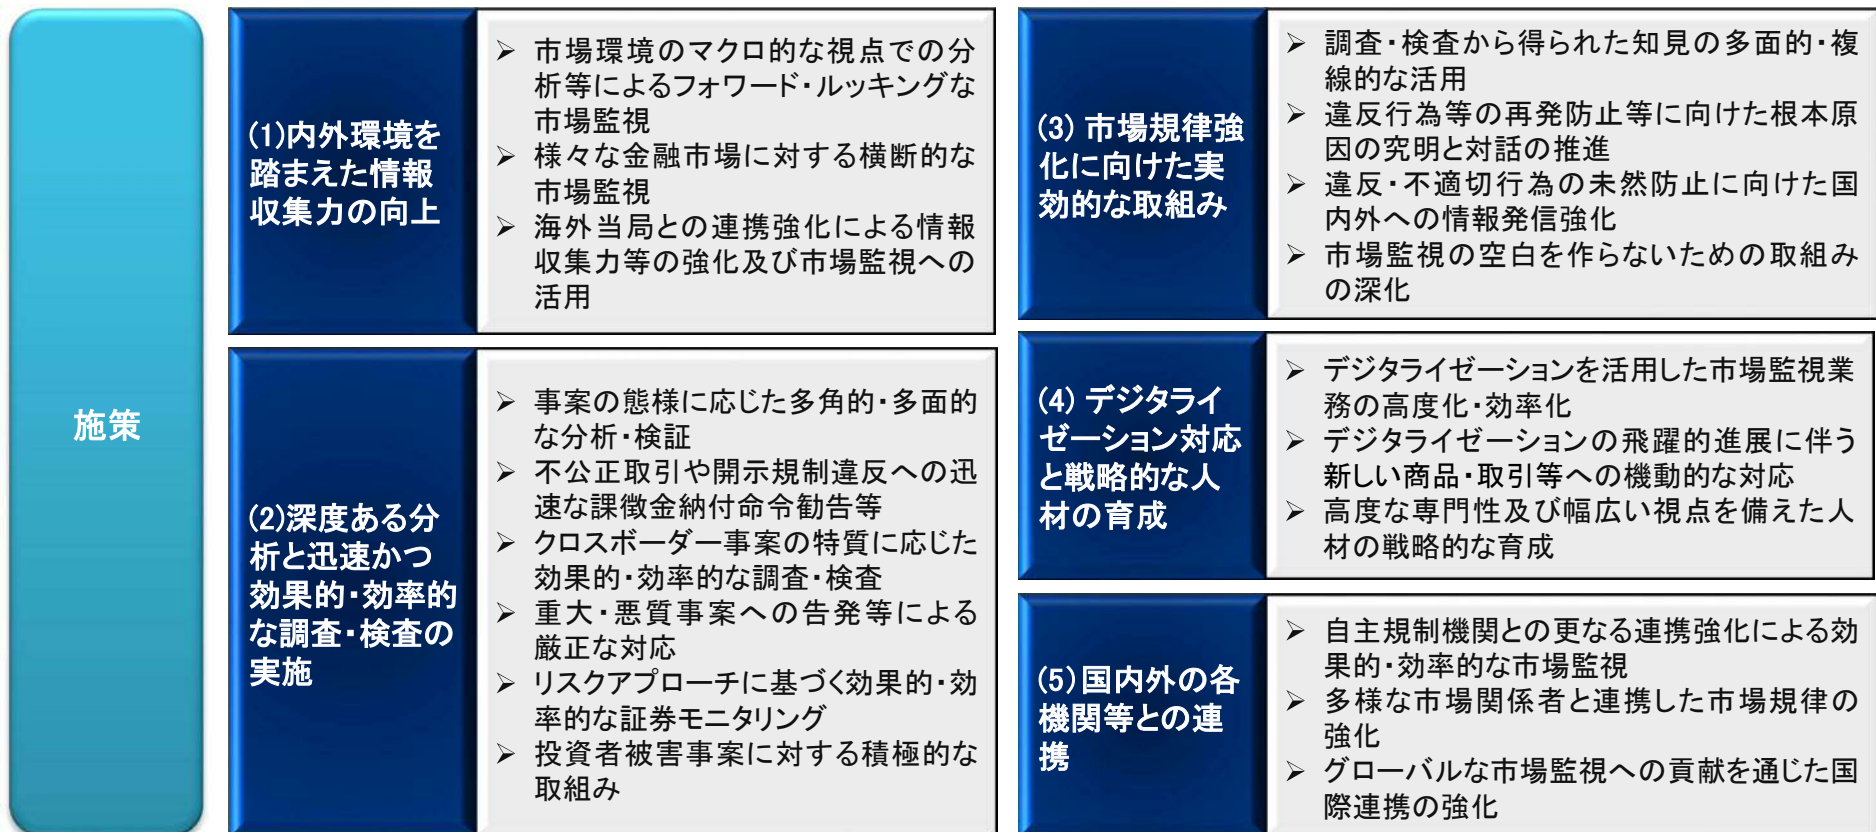 施策
(1)内外環境を
踏まえた情報
収集力の向上
➢ 市場環境のマクロ的な視点での分
析等によるフォワード・ルッキングな
市場監視
➢ 様々な金融市場に対する横断的な
市場監視
➢ 海外当局との連携強化による情報
収集力等の強化及び市場監視への
活用
(2)深度ある分
析と迅速かつ
効果的・効率的
な調査・検査の
実施
➢ 事案の態様に応じた多角的・多面的
な分析・検証
➢ 不公正取引や開示規制違反への迅
速な課徴金納付命令勧告等
➢ クロスボーダー事案の特質に応じた
効果的・効率的な調査・検査
➢ 重大・悪質事案への告発等による
厳正な対応
➢ リスクアプローチに基づく効果的・効
率的な証券モニタリング
➢ 投資者被害事案に対する積極的な
取組み
(3) 市場規律強
化に向けた実
効的な取組み
➢ 調査・検査から得られた知見の多面的・複
線的な活用
➢ 違反行為等の再発防止等に向けた根本原
因の究明と対話の推進
➢ 違反・不適切行為の未然防止に向けた国
内外への情報発信強化
➢ 市場監視の空白を作らないための取組み
の深化
(4) デジタライ
ゼーション対応
と戦略的な人
材の育成
➢ デジタライゼーションを活用した市場監視業
務の高度化・効率化
➢ デジタライゼーションの飛躍的進展に伴う
新しい商品・取引等への機動的な対応
➢ 高度な専門性及び幅広い視点を備えた人
材の戦略的な育成
(5)国内外の各
機関等との連
携
➢ 自主規制機関との更なる連携強化による効
果的・効率的な市場監視
➢ 多様な市場関係者と連携した市場規律の
強化
➢ グローバルな市場監視への貢献を通じた国
際連携の強化